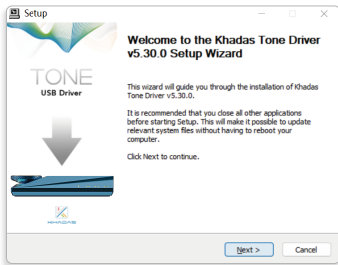 Setup
Welcome to the Khadas Tone Driver
v5.30.0 Setup Wizard
TONE
USB Driver
This wizard will guide you through the installation of Khadas
Tone Driver v5.30.0.
It is recommended that you close all other applications
before starting Setup. This will make it possible to update
relevant system files without having to reboot your
computer.
Click Next to continue.
KHADAS
Next >
Cancel